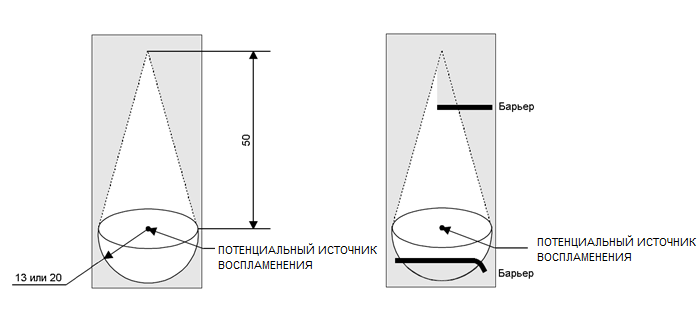 50
ПОТЕНЦИАЛЬНЫЙ ИСТОЧНИК
ВОСПЛАМЕНЕНИЯ
13 или 20
Барьер
ПОТЕНЦИАЛЬНЫЙ ИСТОЧНИК
ВОСПЛАМЕНЕНИЯ
Барьер